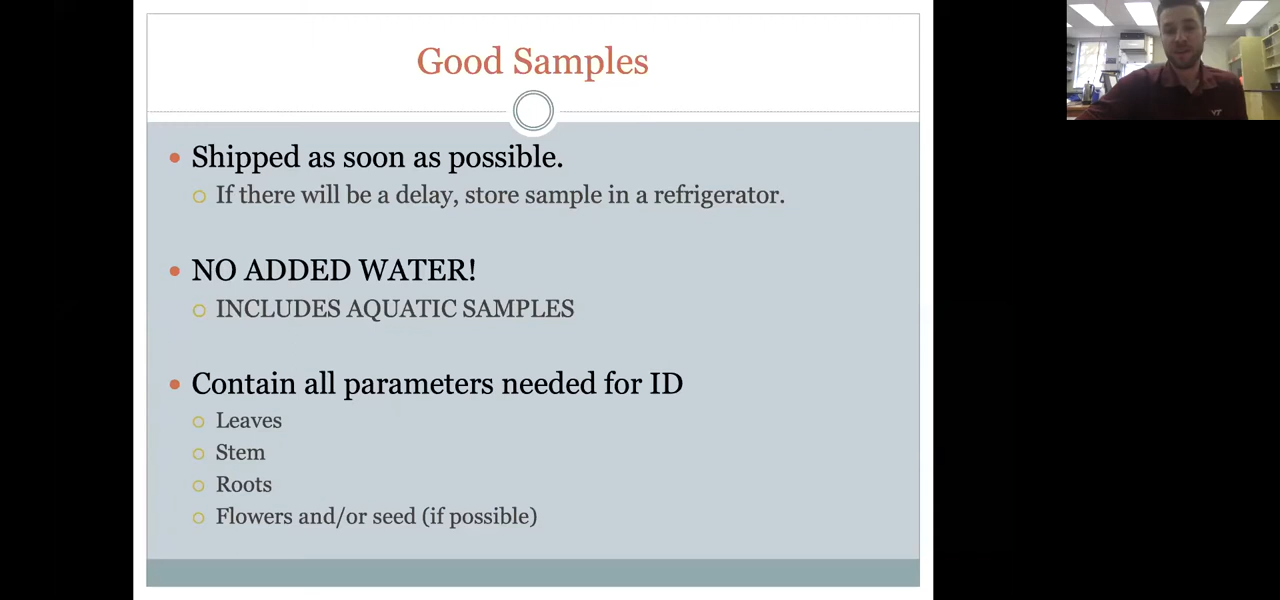 Good Samples
Shipped as soon as possible.
If there will be a delay, store sample in a refrigerator.
NO ADDED WATER!
INCLUDES AQUATIC SAMPLES
Contain all parameters needed for ID
Leaves
Stem
Roots
Flowers and/or seed (if possible)
VT